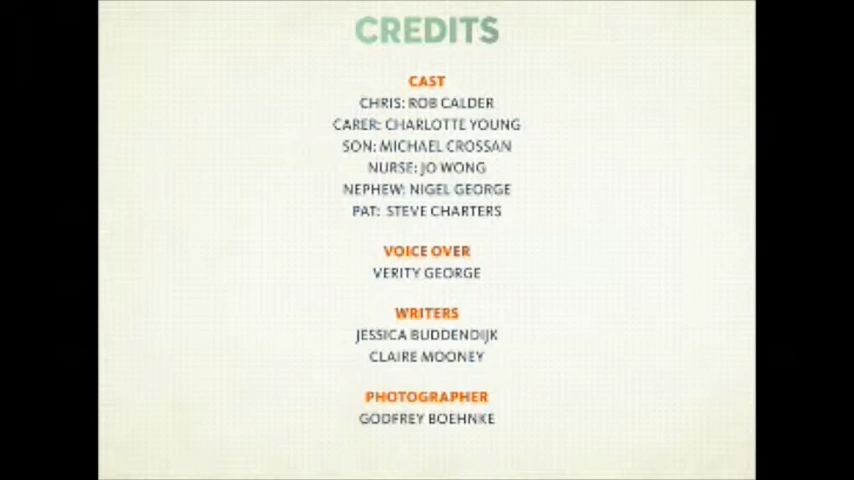 CREDITS
CAST
CHRIS: ROB CALDER
CARER: CHARLOTTE YOUNG
SON: MICHAEL CROSSAN
NURSE: JO WONG
NEPHEW: NIGEL GEORGE
PAT: STEVE CHARTERS
VOICE OVER
VERITY GEORGE
WRITERS
JESSICA BUDDENDIJK
CLAIRE MOONEY
PHOTOGRAPHER
GODFREY BOEHNKE